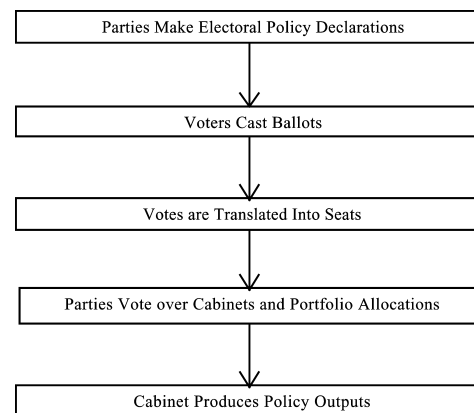 Parties Make Electoral Policy Declarations
Voters Cast Ballots
Votes are Translated Into Seats
Parties Vote over Cabinets and Portfolio Allocations
Cabinet Produces Policy Outputs